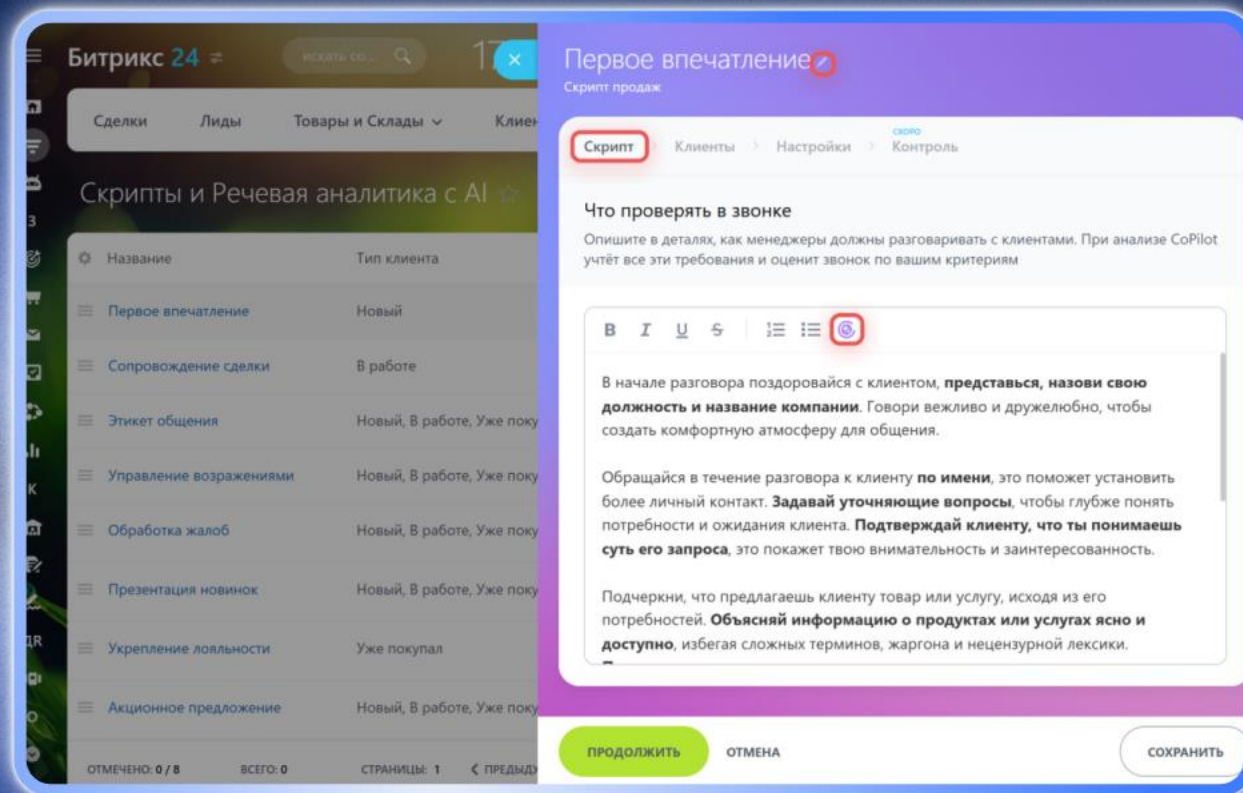 Битрикс 24
искать со...
17
Сделки Лиды Товары и Склады Клиен
Скрипты и Речевая аналитика с AI
Название Тип клиента
Первое впечатление Новый
Сопровождение сделки В работе
Этикет общения Новый, В работе, Уже поку
Управление возражениями Новый, В работе, Уже поку
Обработка жалоб Новый, В работе, Уже поку
Презентация новинок Новый, В работе, Уже поку
Укрепление лояльности Уже покупал
Акционное предложение Новый, В работе, Уже поку
ОТМЕЧЕНО: 0 / 8 ВСЕГО: 0 СТРАНИЦЫ: 1 ПРЕДЫДУ
Первое впечатление
Скрипт продаж
СКОРО
Скрипт Клиенты Настройки Контроль
Что проверять в звонке
Опишите в деталях, как менеджеры должны разговаривать с клиентами. При анализе CoPilot
учтёт все эти требования и оценит звонок по вашим критериям
B I U S
В начале разговора поздоровайся с клиентом, представься, назови свою
должность и название компании. Говори вежливо и дружелюбно, чтобы
создать комфортную атмосферу для общения.
Обращайся в течение разговора к клиенту по имени, это поможет установить
более личный контакт. Задавай уточняющие вопросы, чтобы глубже понять
потребности и ожидания клиента. Подтверждай клиенту, что ты понимаешь
суть его запроса, это покажет твою внимательность и заинтересованность.
Подчеркни, что предлагаешь клиенту товар или услугу, исходя из его
потребностей. Объясняй информацию о продуктах или услугах ясно и
доступно, избегая сложных терминов, жаргона и нецензурной лексики.
ПРОДОЛЖИТЬ ОТМЕНА СОХРАНИТЬ